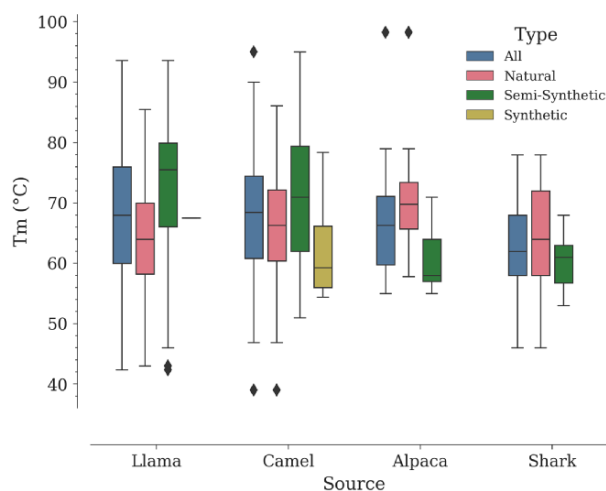 100
90
80
70
60
50
40
Tm (°C)
Type
All
Natural
Semi-Synthetic
Synthetic
Llama
Camel
Alpaca
Shark
Source